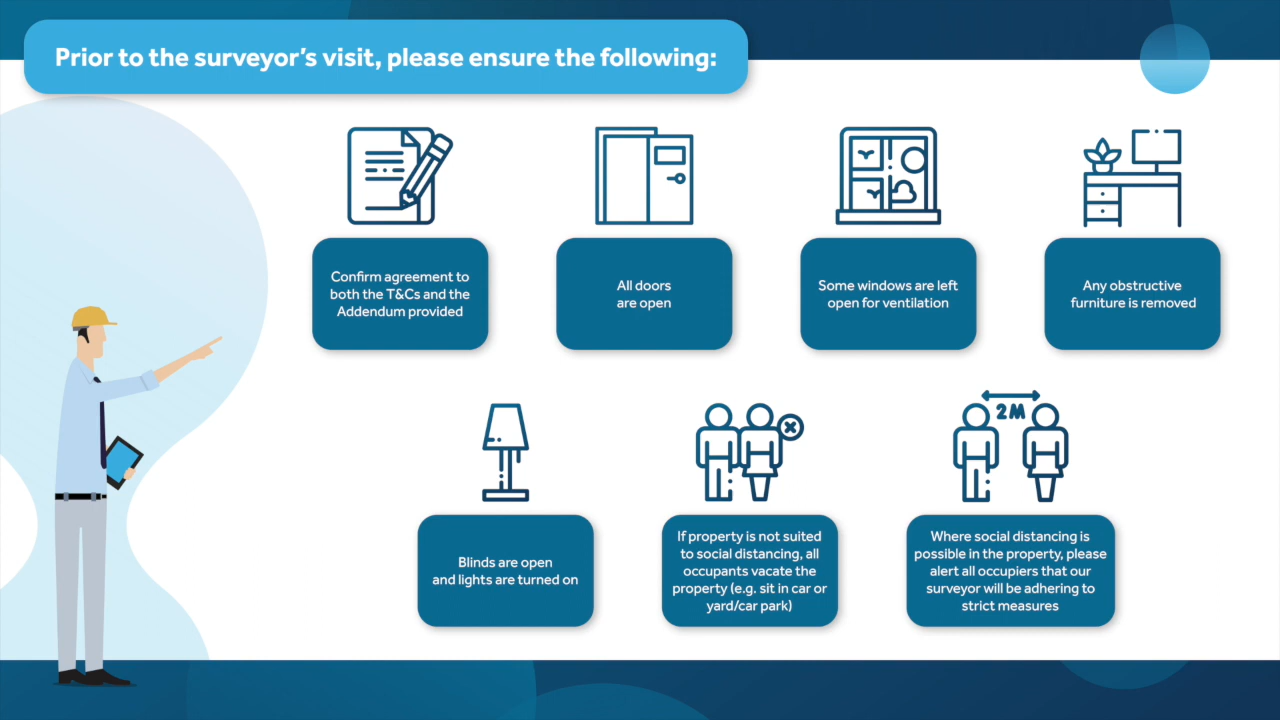 Prior to the surveyor's visit, please ensure the following:
Confirm agreement to
both the T&Cs and the
Addendum provided
All doors
are open
Some windows are left
open for ventilation
Any obstructive
furniture is removed
2M
Blinds are open
and lights are turned on
If property is not suited
to social distancing, all
occupants vacate the
property (e.g. sit in car or
yard/car park)
Where social distancing is
possible in the property, please
alert all occupiers that our
surveyor will be adhering to
strict measures